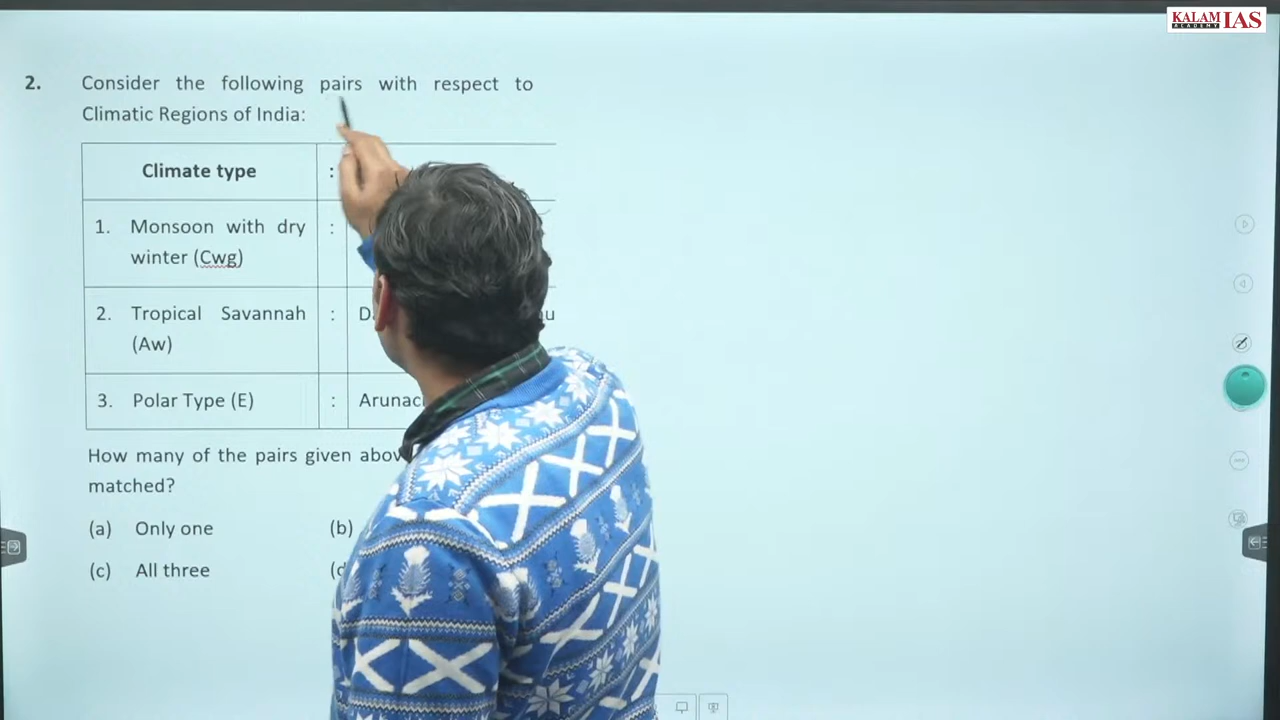 KALAM IAS
ACADEMY
2. Consider the following pairs with respect to
Climatic Regions of India:
Climate type :
1. Monsoon with dry :
winter (Cwg)
2. Tropical Savannah :
(Aw)
3. Polar Type (E) :
How many of the pairs given
matched?
(a) Only one (b)
(c) All three